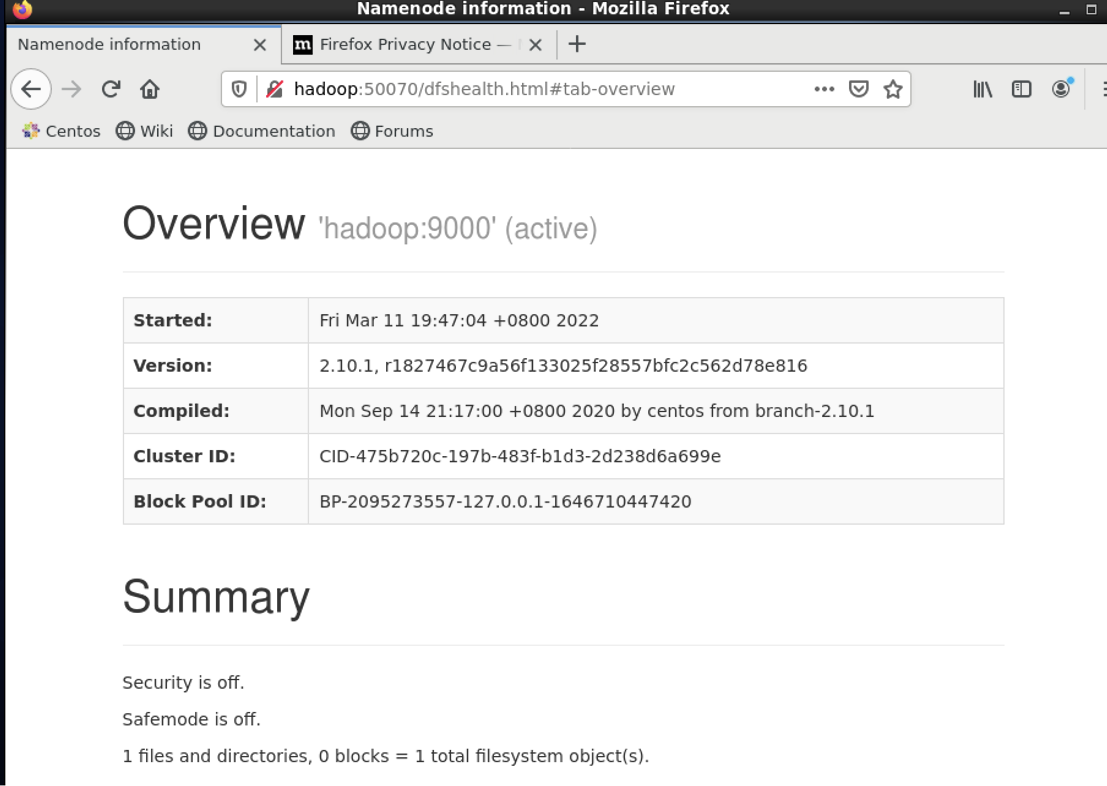 Namenode information - Mozilla Firefox
Namenode information
Firefox Privacy Notice —
hadoop:50070/dfshealth.html#tab-overview
Centos Wiki Documentation Forums
Overview 'hadoop:9000' (active)
Started: Fri Mar 11 19:47:04 +0800 2022
Version: 2.10.1, r1827467c9a56f133025f28557bfc2c562d78e816
Compiled: Mon Sep 14 21:17:00 +0800 2020 by centos from branch-2.10.1
Cluster ID: CID-475b720c-197b-483f-b1d3-2d238d6a699e
Block Pool ID: BP-2095273557-127.0.0.1-1646710447420
Summary
Security is off.
Safemode is off.
1 files and directories, 0 blocks = 1 total filesystem object(s).